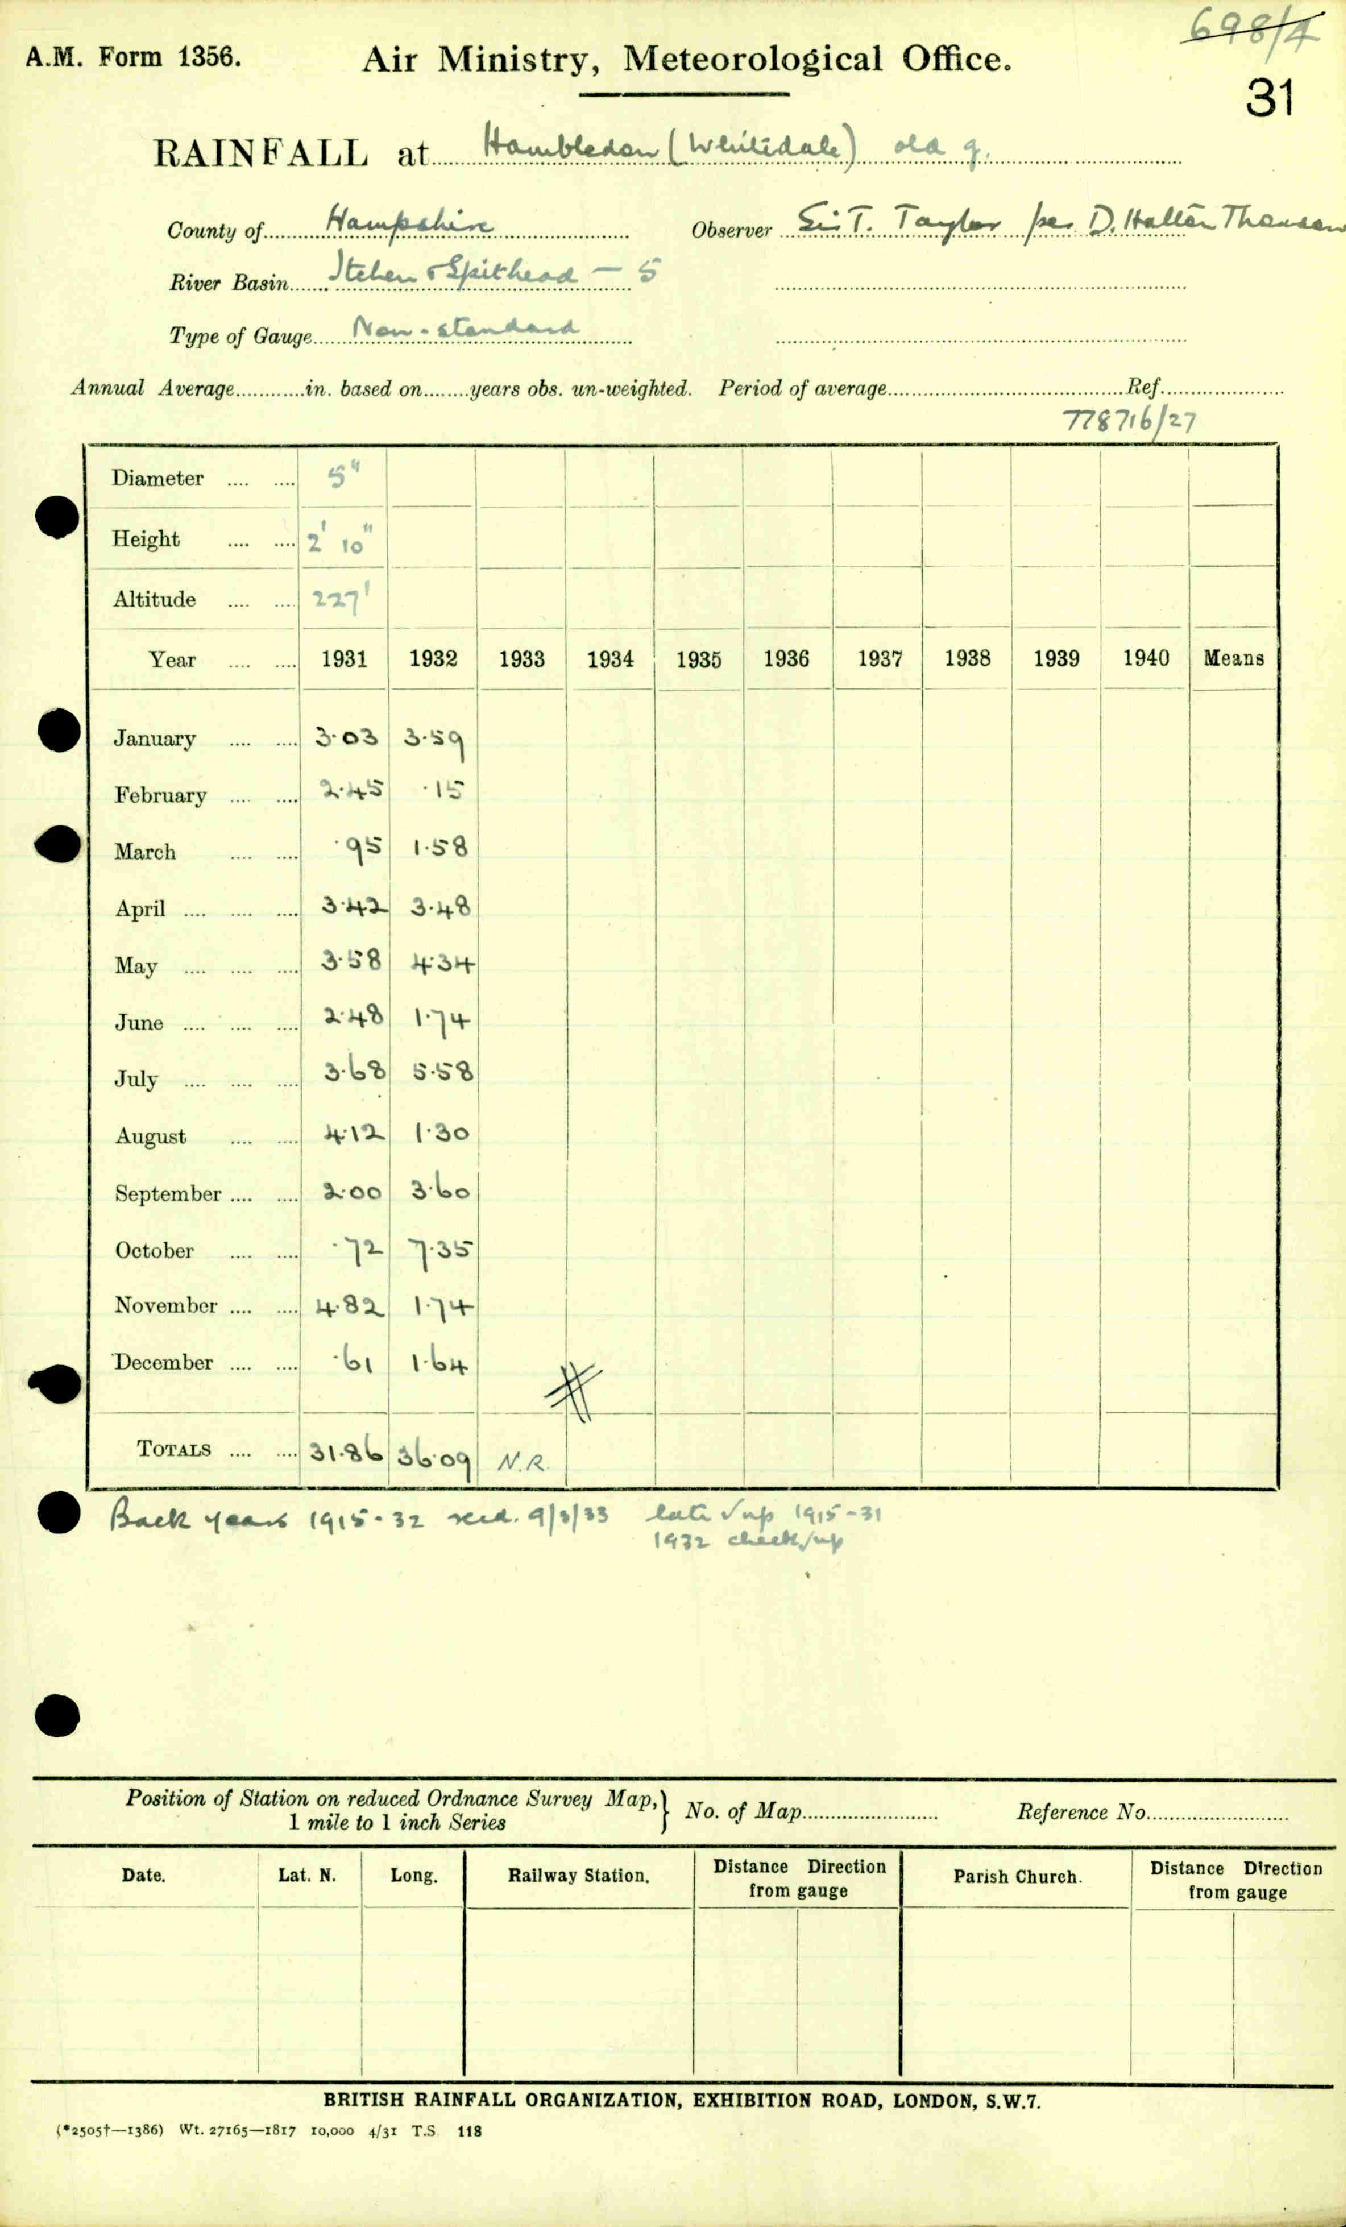 698/4
A.M. Form 1356.
Air Ministry, Meteorological Office.
31
RAINFALL at Hambledon (Whitedale) old g.
County of Hampshire Observer Sir T. Taylor per D. Halton Thomson
River Basin Itchen & Spithead - 5
Type of Gauge Non-standard
Annual Average............in. based on........years obs. un-weighted. Period of average........................................Ref.....................
778716/27
Diameter .... .... 5"
Height .... .... 2' 10"
Altitude .... .... 227'
Year .... .... 1931 1932 1933 1934 1935 1936 1937 1938 1939 1940 Means
January .... .... 3.03 3.59
February .... .... 2.45 .15
March .... .... .95 1.58
April .... .... .... 3.42 3.48
May .... .... .... 3.58 4.34
June .... .... .... 2.48 1.74
July .... .... .... 3.68 5.58
August .... .... 4.12 1.30
September .... .... 2.00 3.60
October .... .... .72 7.35
November .... .... 4.82 1.74
December .... .... .61 1.64
TOTALS .... .... 31.86 36.09 N.R.
Back years 1915-32 recd. 9/3/33 late √ up 1915-31
1932 check/up
Position of Station on reduced Ordnance Survey Map,} No. of Map........................ Reference No.........................
1 mile to 1 inch Series
Date. Lat. N. Long. Railway Station. Distance Direction from gauge Parish Church. Distance Direction from gauge
BRITISH RAINFALL ORGANIZATION, EXHIBITION ROAD, LONDON, S.W.7.
(*2505†—1386) Wt. 27165—1817 10,000 4/31 T.S. 118